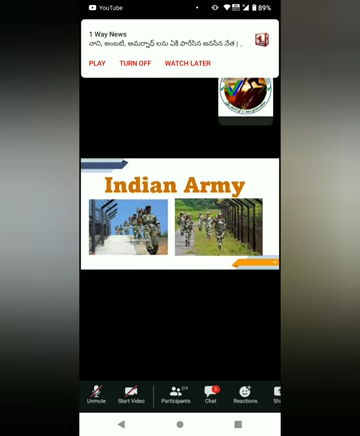 YouTube
89%
1 Way News
నాని, అంబటి, అమర్నాథ్ లను ఏకి పారేసిన జనసేన నేత | _
PLAY TURN OFF WATCH LATER
Indian Army
Unmute
Start Video
Participants
Chat
Reactions